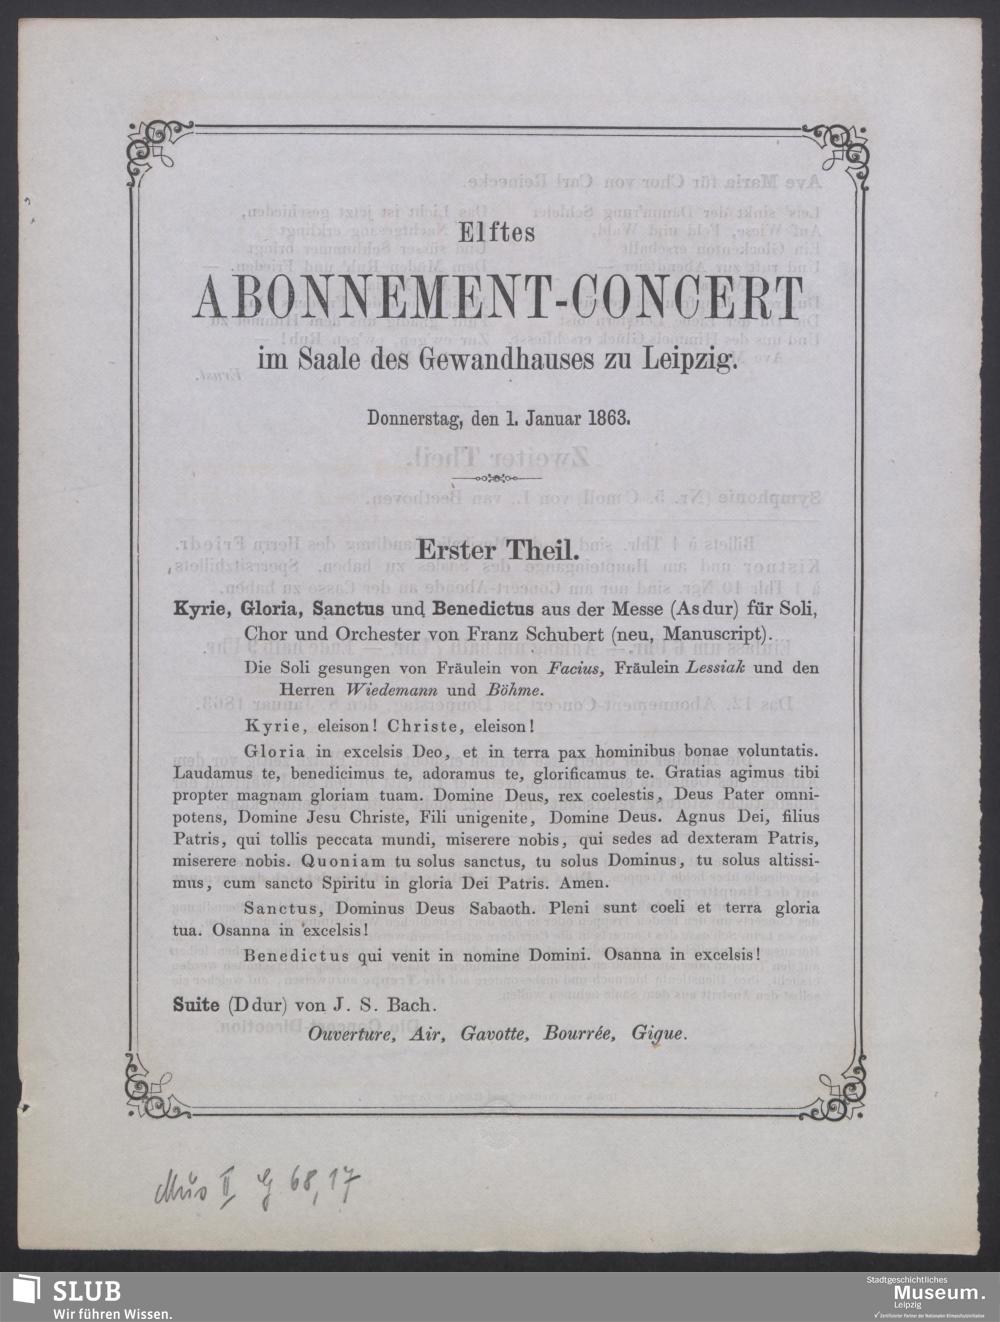 Elftes
ABONNEMENT-CONCERT
im Saale des Gewandhauses zu Leipzig.
Donnerstag, den 1. Januar 1863.
Erster Theil.
Kyrie, Gloria, Sanctus und Benedictus aus der Messe (As dur) für Soli,
Chor und Orchester von Franz Schubert (neu, Manuscript).
Die Soli gesungen von Fräulein von Facius, Fräulein Lessiak und den
Herren Wiedemann und Böhme.
Kyrie, eleison! Christe, eleison!
Gloria in excelsis Deo, et in terra pax hominibus bonae voluntatis.
Laudamus te, benedicimus te, adoramus te, glorificamus te. Gratias agimus tibi
propter magnam gloriam tuam. Domine Deus, rex coelestis, Deus Pater omni-
potens, Domine Jesu Christe, Fili unigenite, Domine Deus. Agnus Dei, filius
Patris, qui tollis peccata mundi, miserere nobis, qui sedes ad dexteram Patris,
miserere nobis. Quoniam tu solus sanctus, tu solus Dominus, tu solus altissi-
mus, cum sancto Spiritu in gloria Dei Patris. Amen.
Sanctus, Dominus Deus Sabaoth. Pleni sunt coeli et terra gloria
tua. Osanna in excelsis!
Benedictus qui venit in nomine Domini. Osanna in excelsis!
Suite (D dur) von J. S. Bach.
Ouverture, Air, Gavotte, Bourrée, Gigue.
Mus II G 68,17
SLUB
Wir führen Wissen.
Stadtgeschichtliches
Museum.
Leipzig